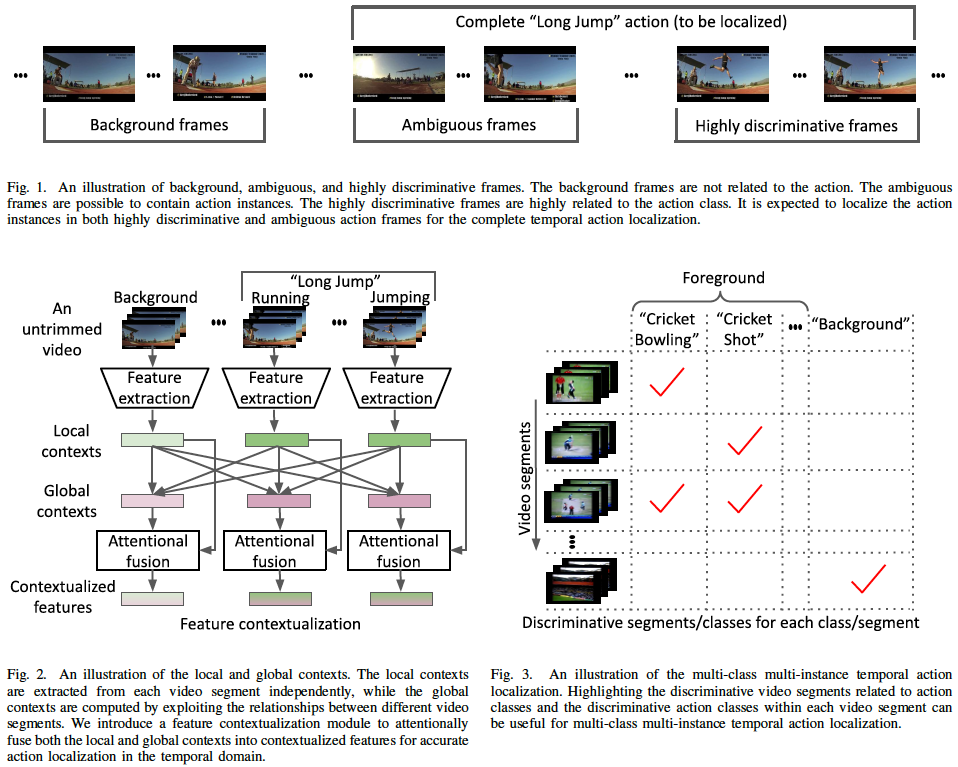 Complete “Long Jump” action (to be localized)
Background frames
Ambiguous frames
Highly discriminative frames
Fig. 1. An illustration of background, ambiguous, and highly discriminative frames. The background frames are not related to the action. The ambiguous
frames are possible to contain action instances. The highly discriminative frames are highly related to the action class. It is expected to localize the action
instances in both highly discriminative and ambiguous action frames for the complete temporal action localization.
“Long Jump”
Background
Running
Jumping
An
untrimmed
video
Feature
extraction
Feature
extraction
Feature
extraction
Local
contexts
Global
contexts
Attentional
fusion
Attentional
fusion
Attentional
fusion
Contextualized
features
Feature contextualization
Fig. 2. An illustration of the local and global contexts. The local contexts
are extracted from each video segment independently, while the global
contexts are computed by exploiting the relationships between different video
segments. We introduce a feature contextualization module to attentionally
fuse both the local and global contexts into contextualized features for accurate
action localization in the temporal domain.
Foreground
“Cricket
Bowling”
“Cricket
Shot”
“Background”
Video segments
Discriminative segments/classes for each class/segment
Fig. 3. An illustration of the multi-class multi-instance temporal action
localization. Highlighting the discriminative video segments related to action
classes and the discriminative action classes within each video segment can
be useful for multi-class multi-instance temporal action localization.